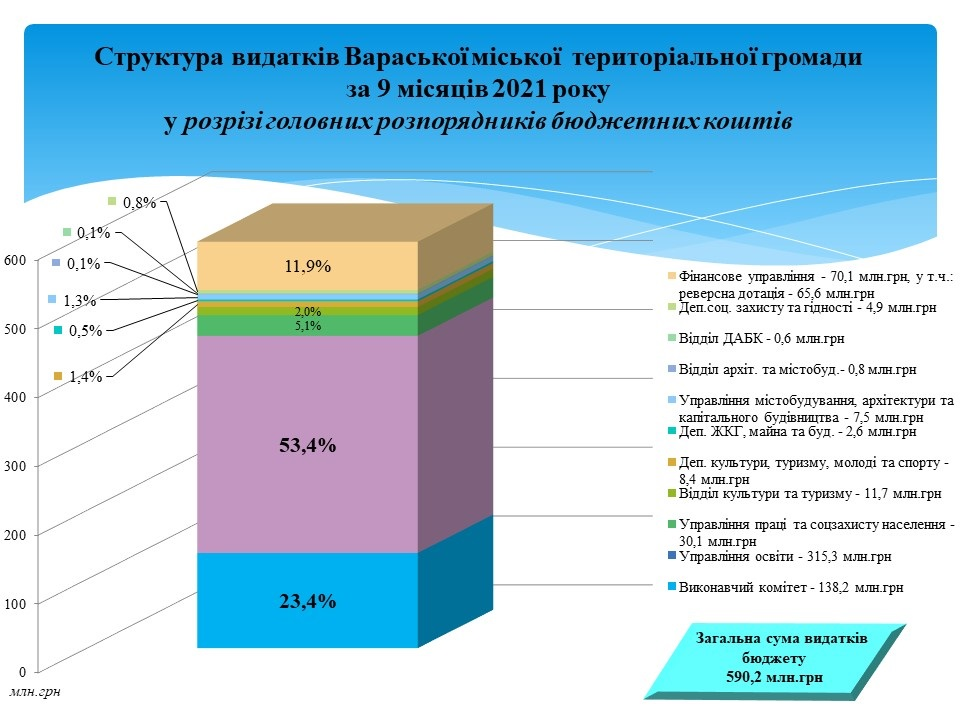 Структура видатків Вараської міської територіальної громади
за 9 місяців 2021 року
у розрізі головних розпорядників бюджетних коштів
0,8%
0,1%
0,1%
1,3%
0,5%
1,4%
11,9%
2,0%
5,1%
53,4%
23,4%
600
500
400
300
200
100
0
млн.грн
Фінансове управління - 70,1 млн.грн, у т.ч.:
реверсна дотація - 65,6 млн.грн
Деп.соц. захисту та гідності - 4,9 млн.грн
Відділ ДАБК - 0,6 млн.грн
Відділ архіт. та містобуд.- 0,8 млн.грн
Управління містобудування, архітектури та
капітального будівництва - 7,5 млн.грн
Деп. ЖКГ, майна та буд. - 2,6 млн.грн
Деп. культури, туризму, молоді та спорту -
8,4 млн.грн
Відділ культури та туризму - 11,7 млн.грн
Управління праці та соцзахисту населення -
30,1 млн.грн
Управління освіти - 315,3 млн.грн
Виконавчий комітет - 138,2 млн.грн
Загальна сума видатків
бюджету
590,2 млн.грн